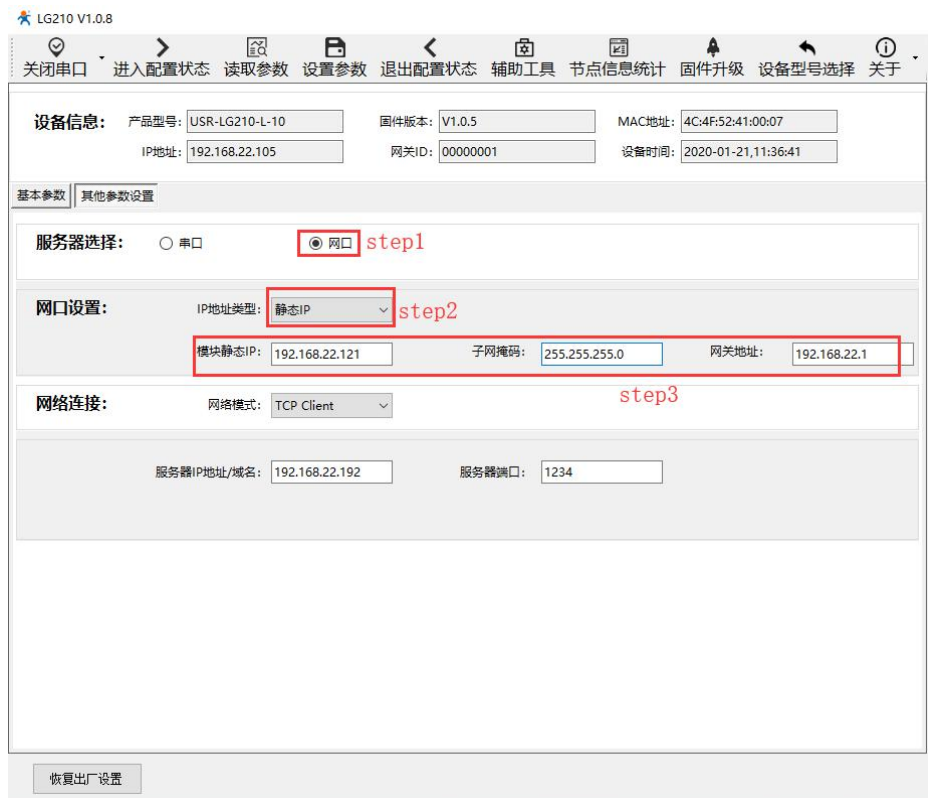 LG210 V1.0.8
关闭串口 进入配置状态 读取参数 设置参数 退出配置状态 辅助工具 节点信息统计 固件升级 设备型号选择 关于
设备信息: 产品型号: USR-LG210-L-10 固件版本: V1.0.5 MAC地址: 4C:4F:52:41:00:07
IP地址: 192.168.22.105 网关ID: 00000001 设备时间: 2020-01-21,11:36:41
基本参数 其他参数设置
服务器选择: 串口 网口 step1
网口设置: IP地址类型: 静态IP step2
模块静态IP: 192.168.22.121 子网掩码: 255.255.255.0 网关地址: 192.168.22.1
step3
网络连接: 网络模式: TCP Client
服务器IP地址/域名: 192.168.22.192 服务器端口: 1234
恢复出厂设置